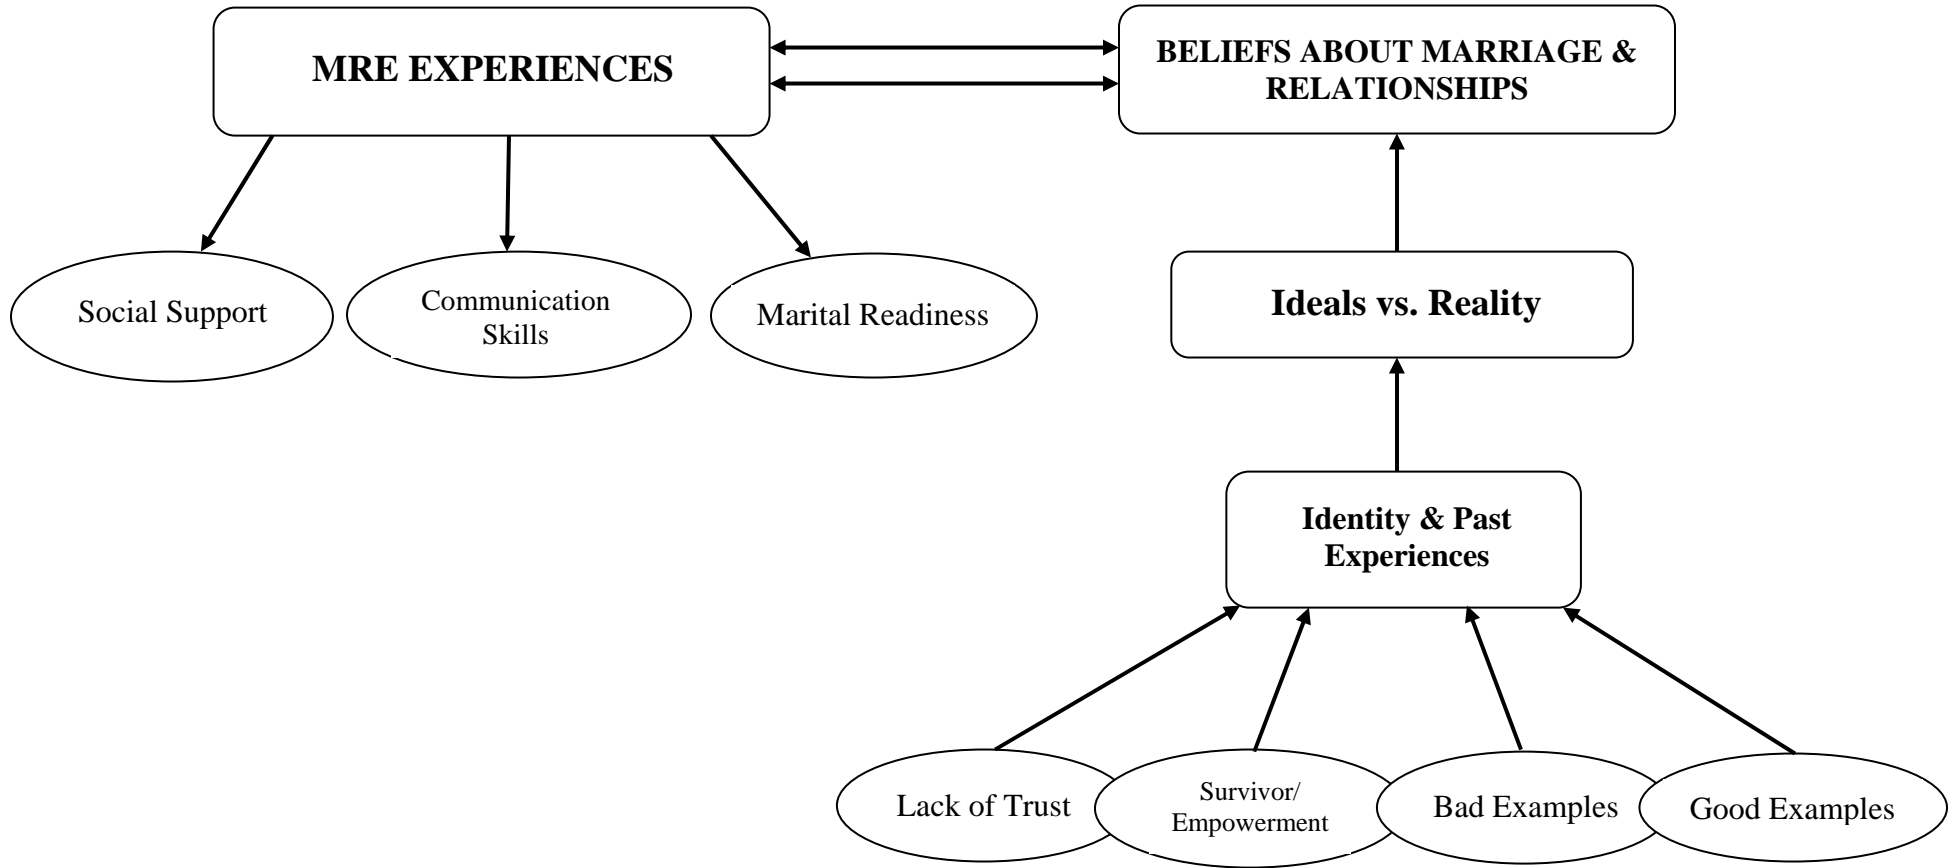 MRE EXPERIENCES
BELIEFS ABOUT MARRIAGE &
RELATIONSHIPS
Social Support
Communication
Skills
Marital Readiness
Ideals vs. Reality
Identity & Past
Experiences
Lack of Trust
Survivor/
Empowerment
Bad Examples
Good Examples